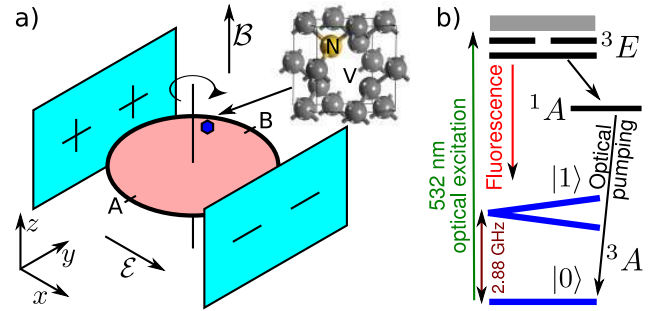 a)
ℬ
N
V
B
A
z
y
x
ℰ
b)
³E
¹A
532 nm
optical excitation
Fluorescence
Optical
pumping
|1⟩
2.88 GHz
³A
|0⟩